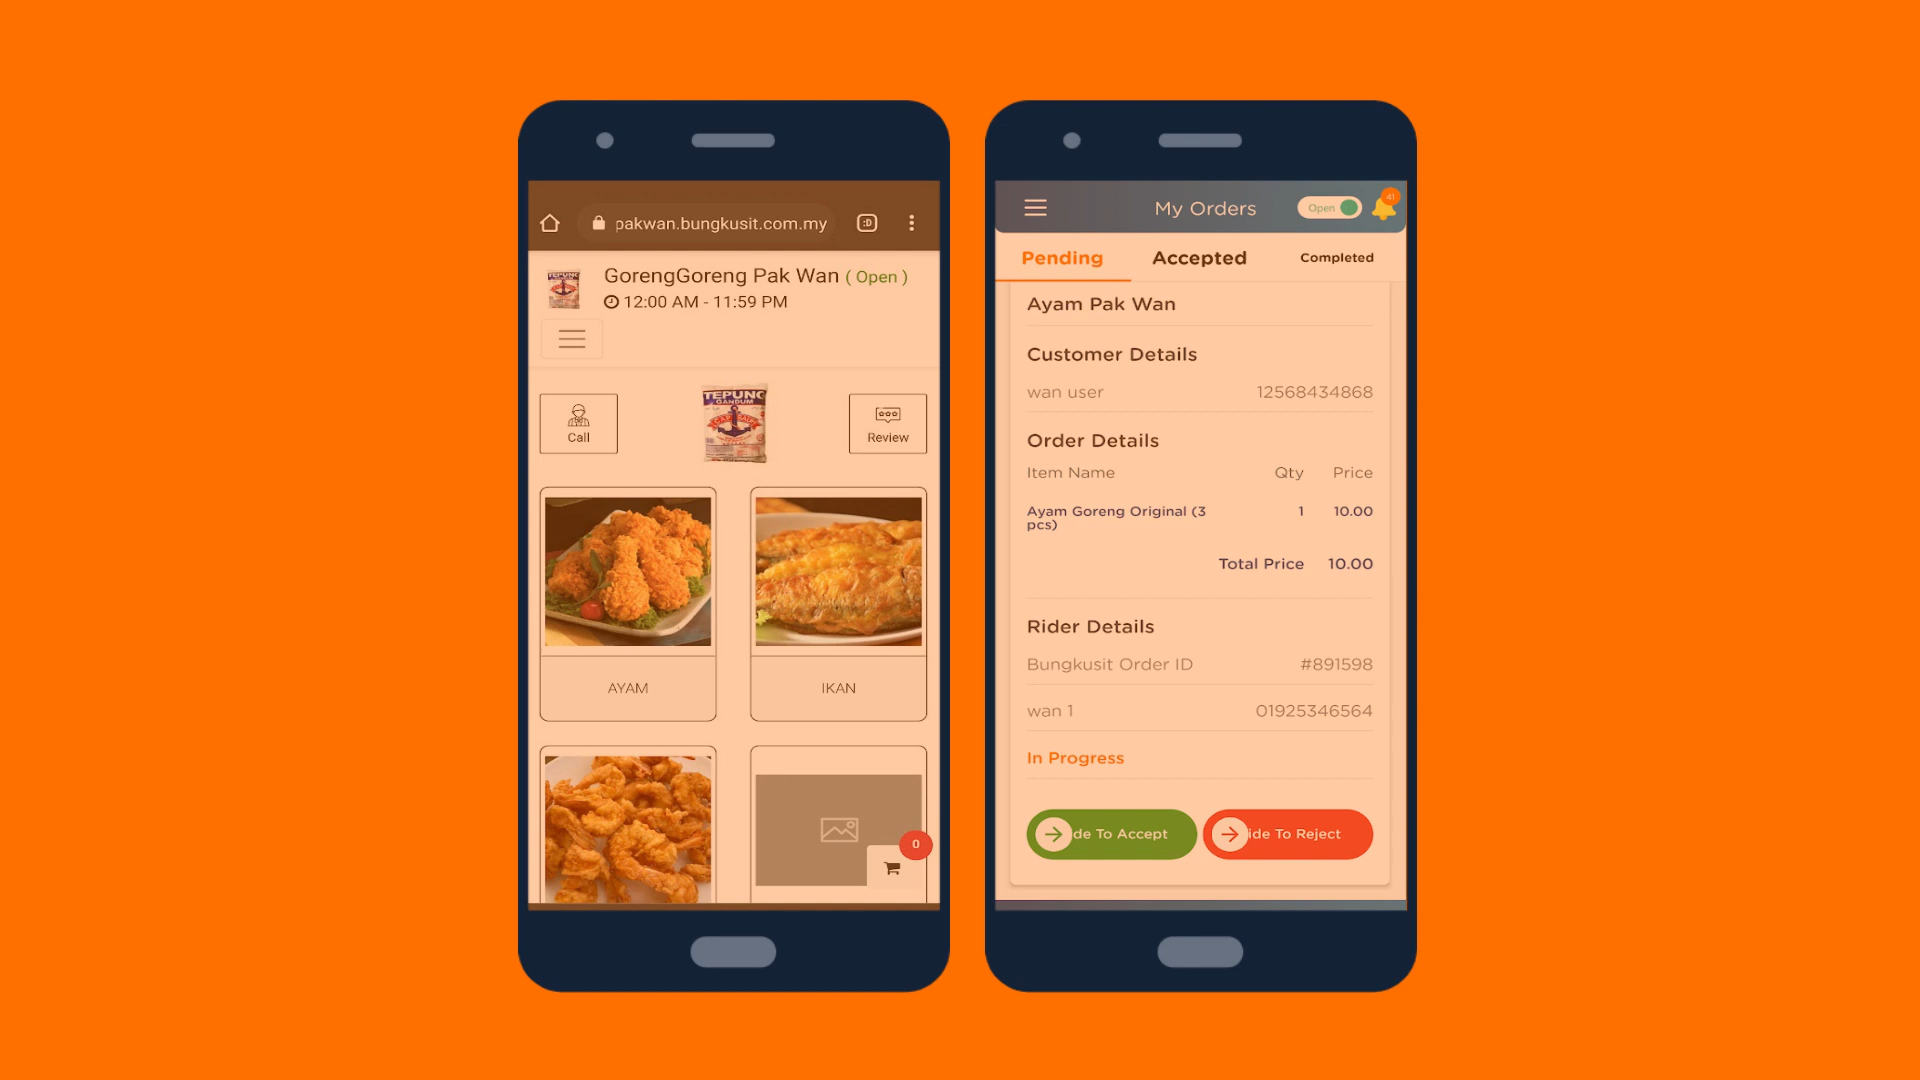 pakwan.bungkusit.com.my
:D
GorengGoreng Pak Wan ( Open )
12:00 AM - 11:59 PM
Call
TEPUNG
GANDUM
Review
AYAM
IKAN
0
My Orders
Open
41
Pending
Accepted
Completed
Ayam Pak Wan
Customer Details
wan user 12568434868
Order Details
Item Name Qty Price
Ayam Goreng Original (3 1 10.00
pcs)
Total Price 10.00
Rider Details
Bungkusit Order ID #891598
wan 1 01925346564
In Progress
de To Accept
ide To Reject